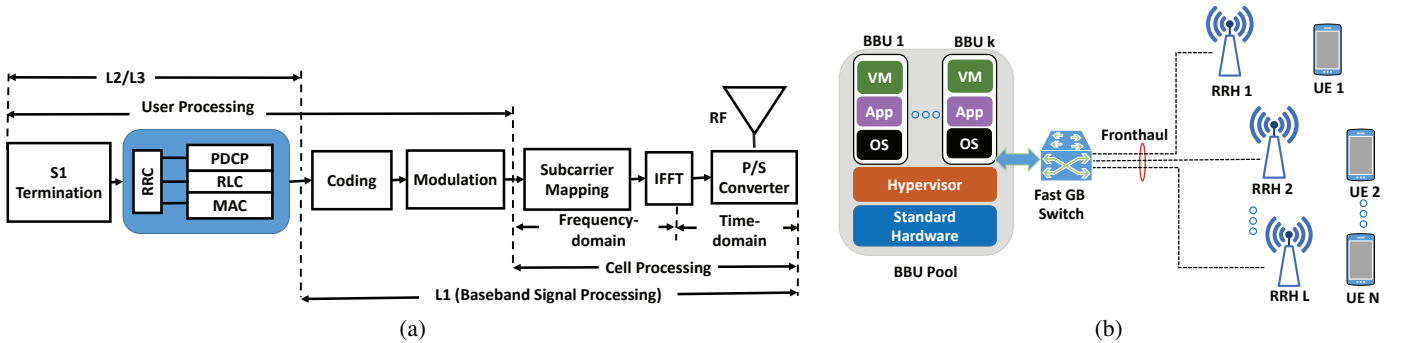 L2/L3
User Processing
S1
Termination
RRC
PDCP
RLC
MAC
Coding
Modulation
Subcarrier
Mapping
IFFT
P/S
Converter
RF
Frequency-
domain
Time-
domain
Cell Processing
L1 (Baseband Signal Processing)
(a)
BBU 1
BBU k
VM
App
OS
VM
App
OS
Hypervisor
Standard
Hardware
BBU Pool
Fast GB
Switch
Fronthaul
RRH 1
UE 1
RRH 2
UE 2
RRH L
UE N
(b)